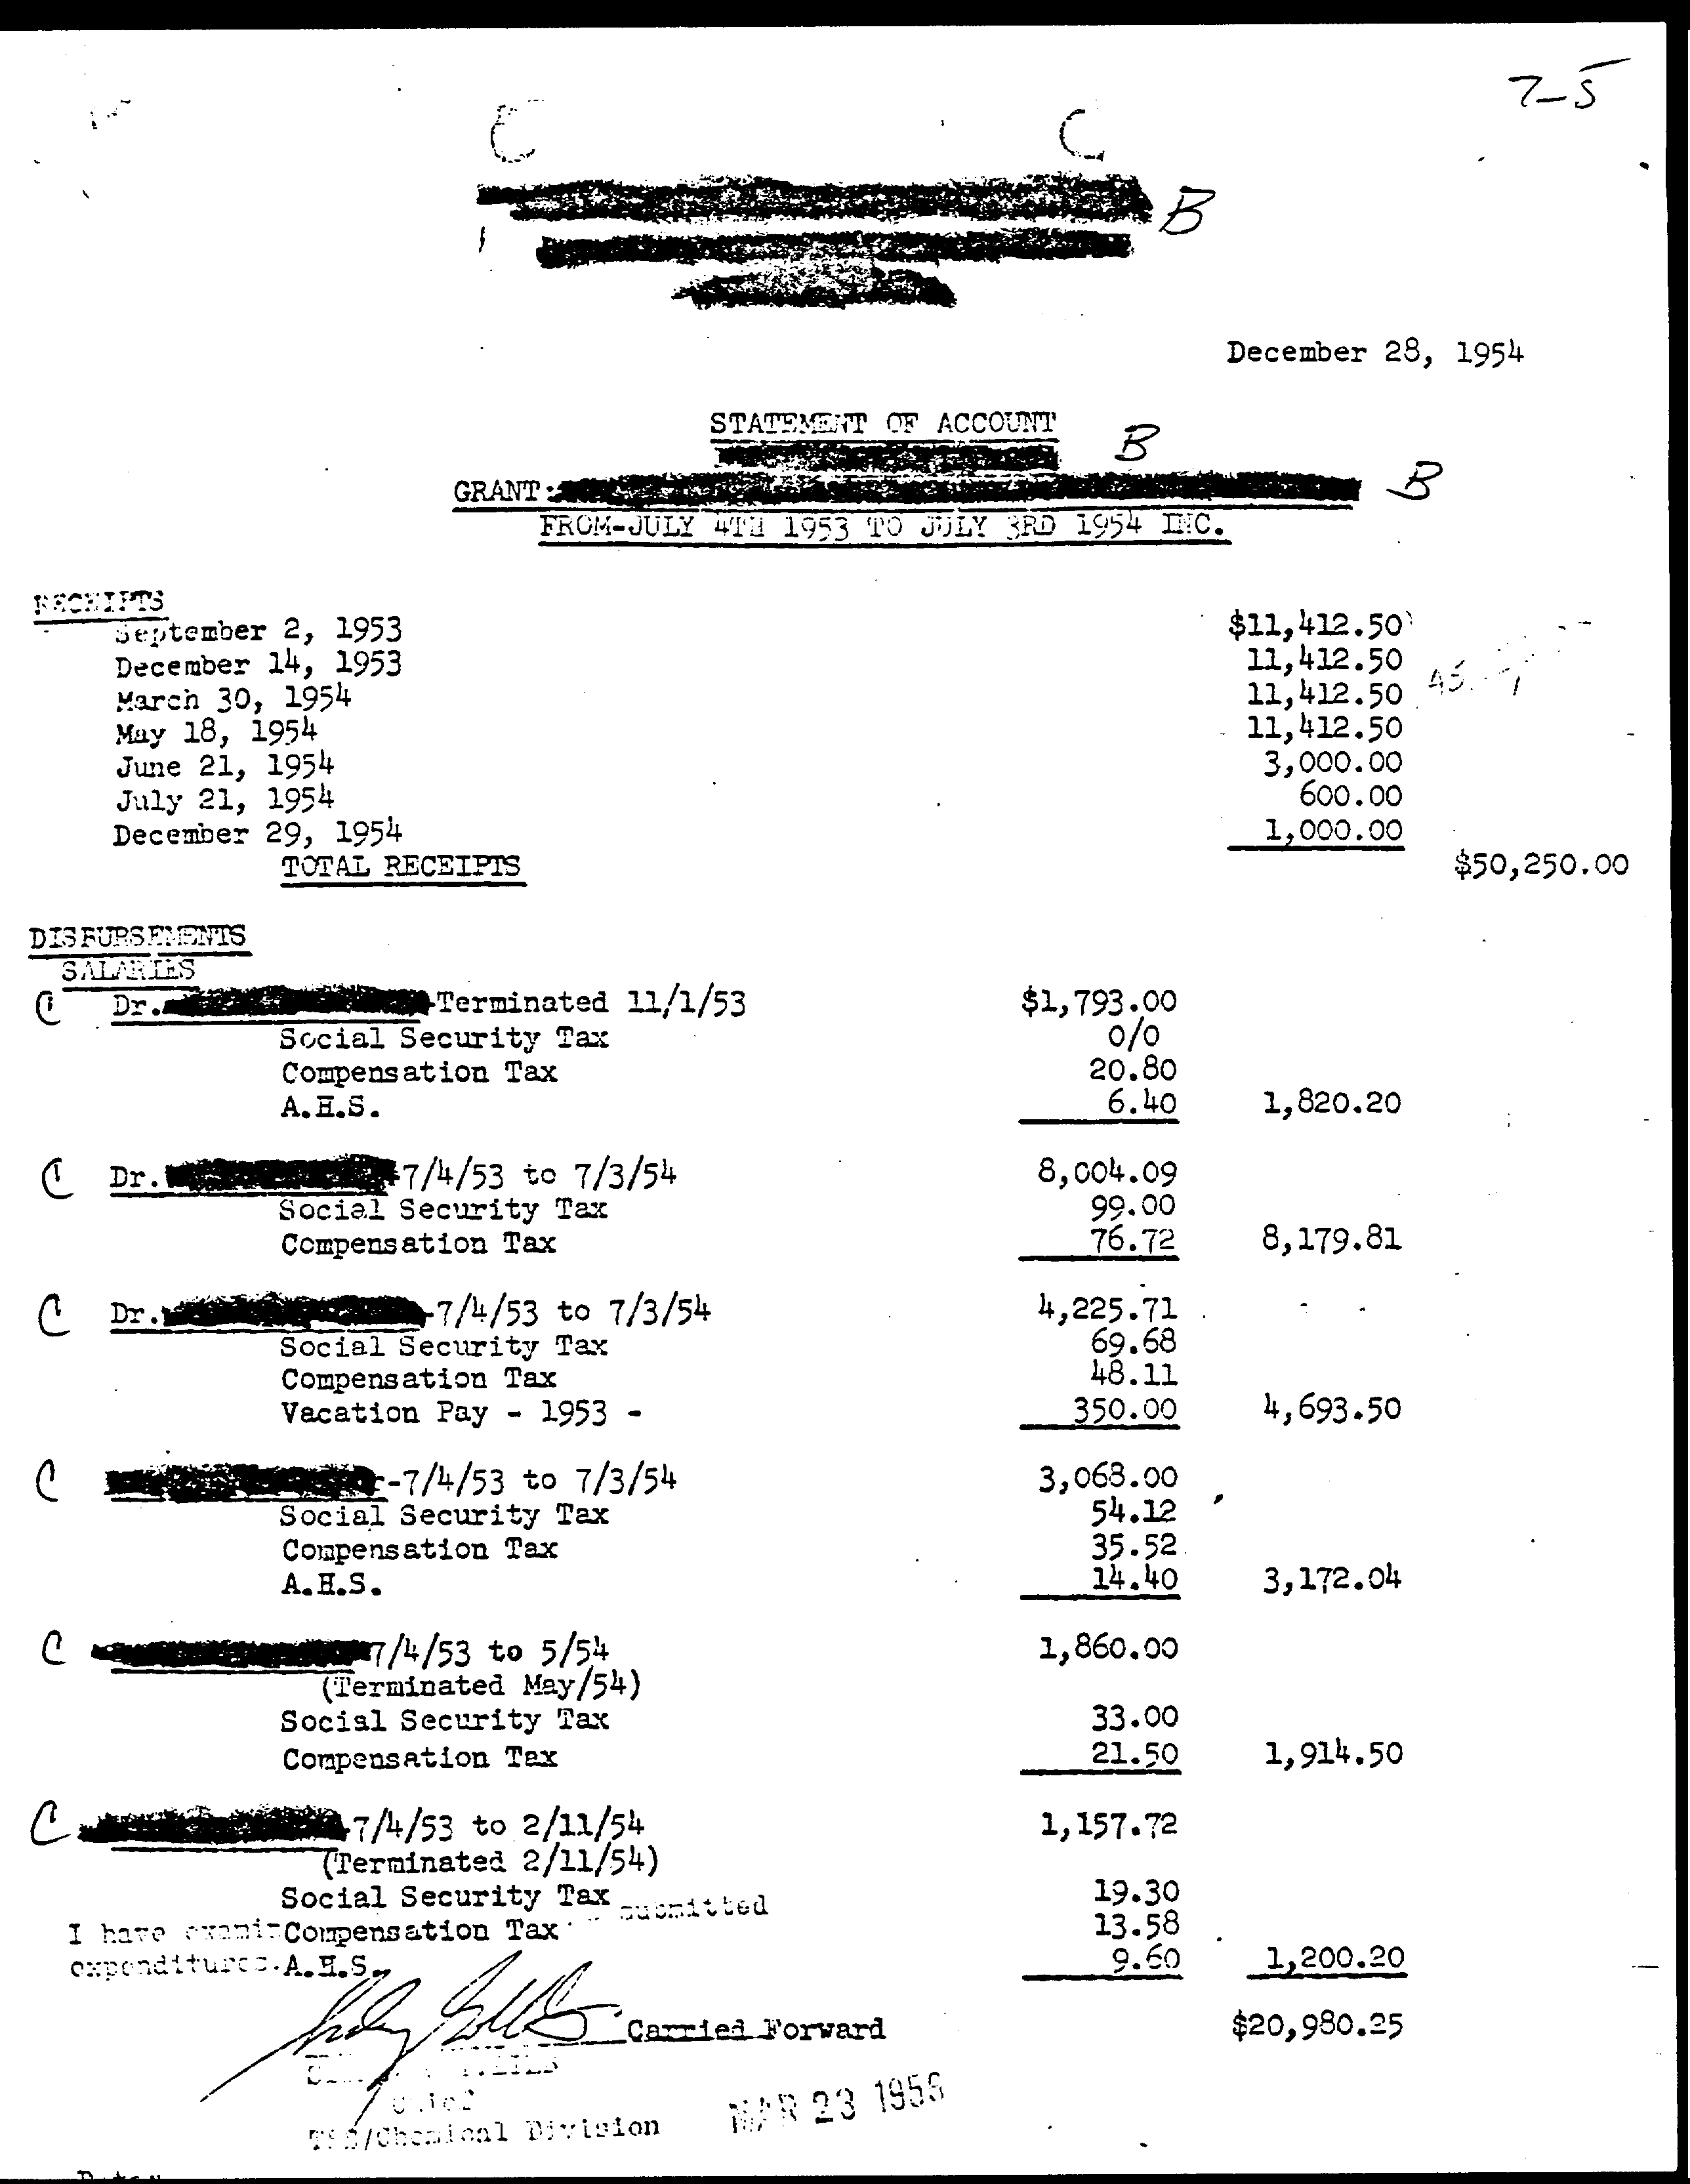 7-5
B
December 28, 1954
STATEMENT OF ACCOUNT
B
GRANT: B
FROM-JULY 4TH 1953 TO JULY 3RD 1954 INC.
RECEIPTS
September 2, 1953 $11,412.50
December 14, 1953 11,412.50
March 30, 1954 11,412.50
May 18, 1954 11,412.50
June 21, 1954 3,000.00
July 21, 1954 600.00
December 29, 1954 1,000.00
TOTAL RECEIPTS $50,250.00
DISBURSEMENTS
SALARIES
C Dr. -Terminated 11/1/53 $1,793.00
Social Security Tax 0/0
Compensation Tax 20.80
A.H.S. 6.40 1,820.20
C Dr. 7/4/53 to 7/3/54 8,004.09
Social Security Tax 99.00
Compensation Tax 76.72 8,179.81
C Dr. -7/4/53 to 7/3/54 4,225.71
Social Security Tax 69.68
Compensation Tax 48.11
Vacation Pay - 1953 - 350.00 4,693.50
C -7/4/53 to 7/3/54 3,068.00
Social Security Tax 54.12
Compensation Tax 35.52
A.H.S. 14.40 3,172.04
C 7/4/53 to 5/54 1,860.00
(Terminated May/54)
Social Security Tax 33.00
Compensation Tax 21.50 1,914.50
C 7/4/53 to 2/11/54 1,157.72
(Terminated 2/11/54)
Social Security Tax 19.30
submitted
I have Compensation Tax 13.58
expenditures. A.H.S. 9.60 1,200.20
Carried Forward $20,980.25
Chief
TSS/Chemical Division
MAR 23 1956